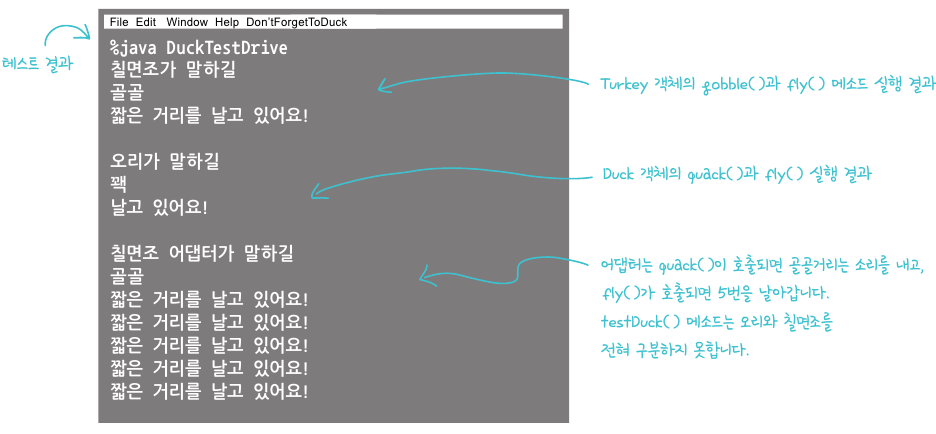 File Edit Window Help Don'tForgetToDuck
테스트 결과
%java DuckTestDrive
칠면조가 말하길
골골
짧은 거리를 날고 있어요!
Turkey 객체의 gobble()과 fly() 메소드 실행 결과
오리가 말하길
꽥
날고 있어요!
Duck 객체의 quack()과 fly() 실행 결과
칠면조 어댑터가 말하길
골골
짧은 거리를 날고 있어요!
짧은 거리를 날고 있어요!
짧은 거리를 날고 있어요!
짧은 거리를 날고 있어요!
짧은 거리를 날고 있어요!
어댑터는 quack()이 호출되면 골골거리는 소리를 내고,
fly()가 호출되면 5번을 날아갑니다.
testDuck() 메소드는 오리와 칠면조를
전혀 구분하지 못합니다.